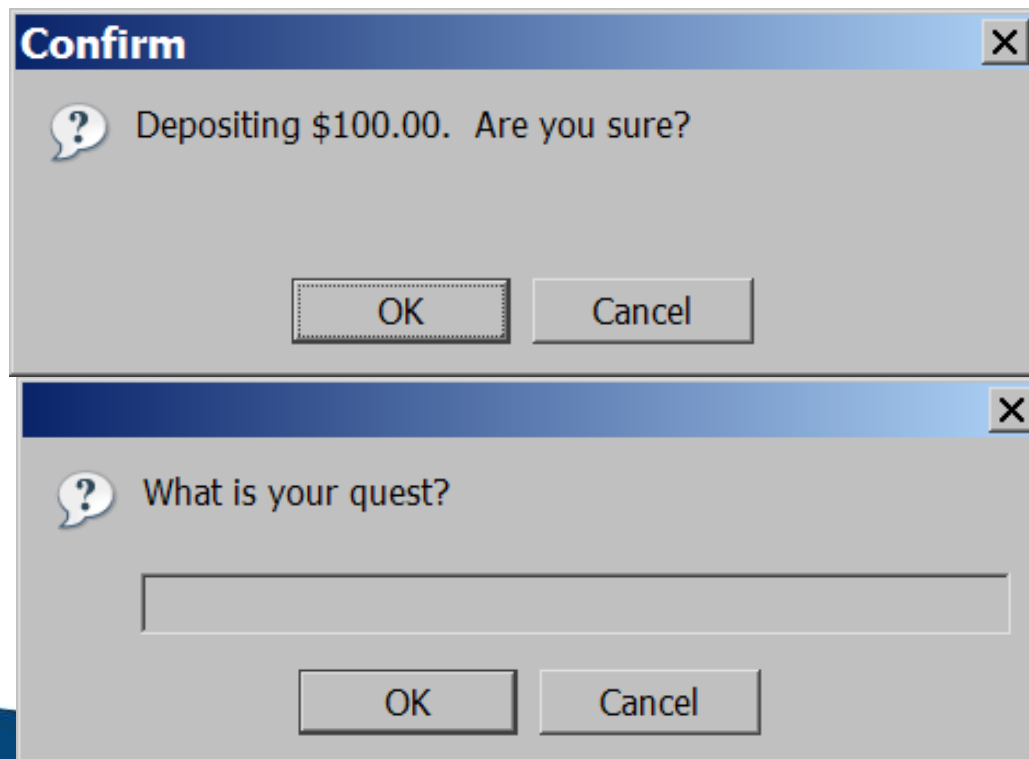 Confirm
Depositing $100.00.  Are you sure?
OK Cancel
What is your quest?
OK Cancel